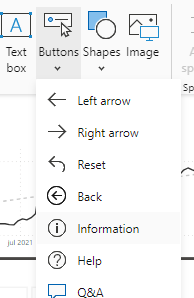 A
Text box
Buttons
Shapes
Image
Left arrow
Right arrow
Reset
Back
Information
Help
Q&A
jul 2021